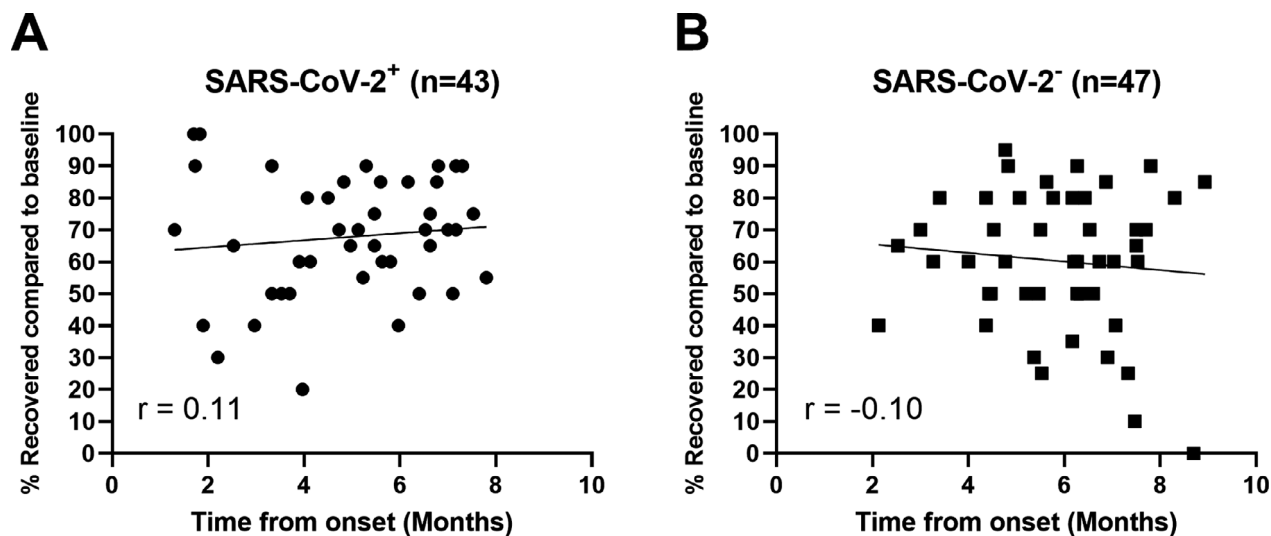 A
SARS-CoV-2+ (n=43)
% Recovered compared to baseline
100
90
80
70
60
50
40
30
20
10
0
r = 0.11
0 2 4 6 8 10
Time from onset (Months)
B
SARS-CoV-2- (n=47)
% Recovered compared to baseline
100
90
80
70
60
50
40
30
20
10
0
r = -0.10
0 2 4 6 8 10
Time from onset (Months)